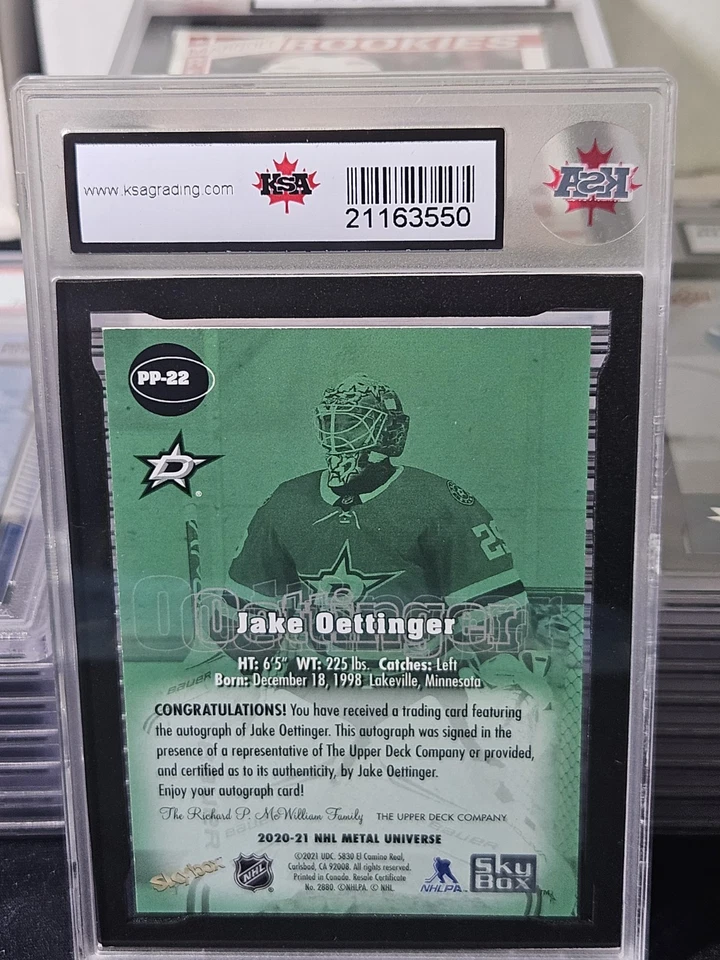 ROOKIES
www.ksagrading.com
KSA
21163550
KSA
PP-22
D
Oettinger
Jake Oettinger
HT: 6'5" WT: 225 lbs. Catches: Left
Born: December 18, 1998 Lakeville, Minnesota
CONGRATULATIONS! You have received a trading card featuring
the autograph of Jake Oettinger. This autograph was signed in the
presence of a representative of The Upper Deck Company or provided,
and certified as to its authenticity, by Jake Oettinger.
Enjoy your autograph card!
The Richard P. McWilliam Family THE UPPER DECK COMPANY
2020-21 NHL METAL UNIVERSE
©2021 UDC. 5830 El Camino Real,
Carlsbad, CA 92008. All rights reserved.
Printed in Canada. Resale Certificate
No. 2880. ©NHLPA. © NHL.
skybox
NHL
NHLPA
Sky
Box